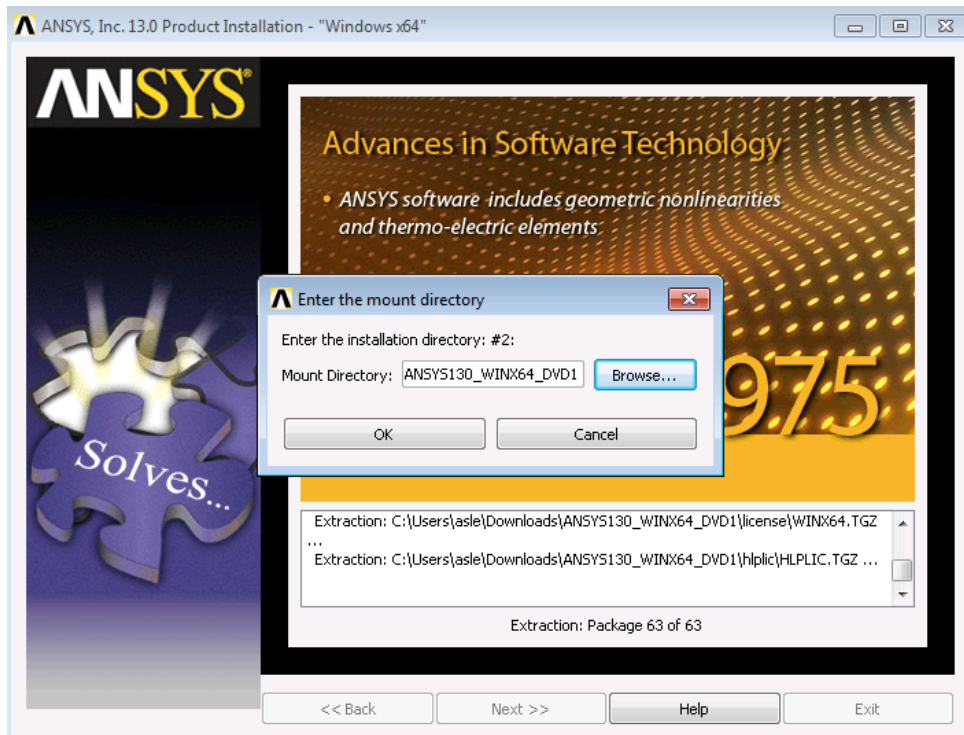 ANSYS, Inc. 13.0 Product Installation - "Windows x64"
ANSYS®
Advances in Software Technology
• ANSYS software includes geometric nonlinearities
and thermo-electric elements
Enter the mount directory
Enter the installation directory: #2:
Mount Directory: ANSYS130_WINX64_DVD1 Browse...
OK Cancel
975
Solves...
Extraction: C:\Users\asle\Downloads\ANSYS130_WINX64_DVD1\license\WINX64.TGZ
...
Extraction: C:\Users\asle\Downloads\ANSYS130_WINX64_DVD1\hlplic\HLPLIC.TGZ ...
Extraction: Package 63 of 63
<< Back Next >> Help Exit